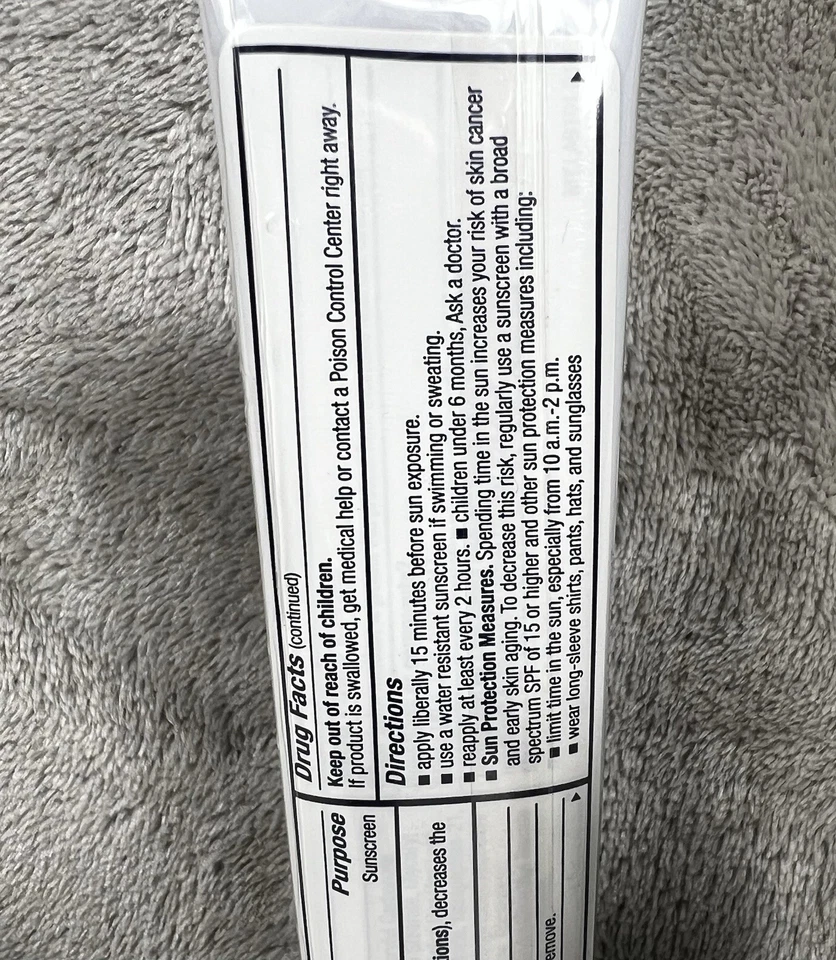 Purpose
Sunscreen
ions), decreases the
emove.
Drug Facts (continued)
Keep out of reach of children.
If product is swallowed, get medical help or contact a Poison Control Center right away.
Directions
■ apply liberally 15 minutes before sun exposure.
■ use a water resistant sunscreen if swimming or sweating.
■ reapply at least every 2 hours. ■ children under 6 months, Ask a doctor.
■ Sun Protection Measures. Spending time in the sun increases your risk of skin cancer
and early skin aging. To decrease this risk, regularly use a sunscreen with a broad
spectrum SPF of 15 or higher and other sun protection measures including:
■ limit time in the sun, especially from 10 a.m.-2 p.m.
■ wear long-sleeve shirts, pants, hats, and sunglasses